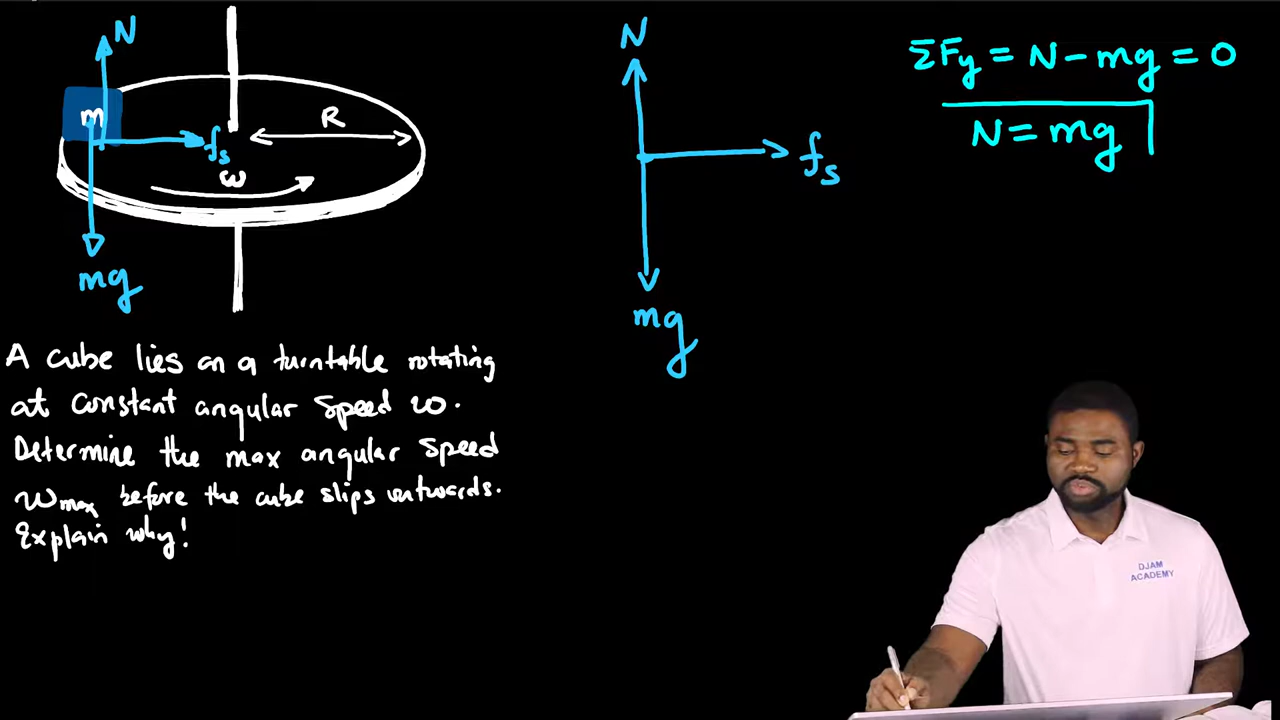 N
m
R
fs
ω
mg
N
fs
mg
ΣFy = N - mg = 0
N = mg
A cube lies on a turntable rotating
at constant angular speed ω.
Determine the max angular speed
ωmax before the cube slips outwards.
Explain why!
DJAM
ACADEMY